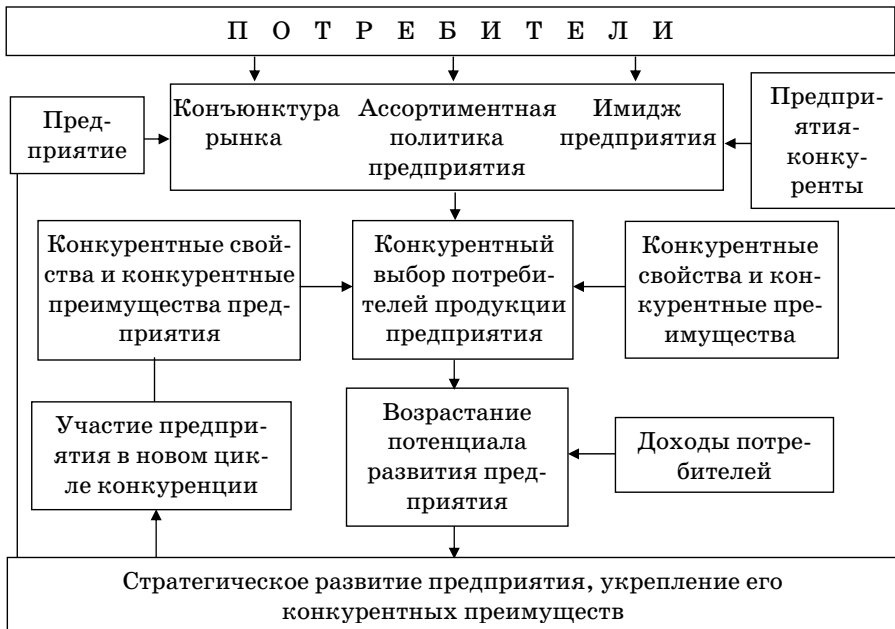 П О Т Р Е Б И Т Е Л И
Пред-
приятие
Конъюнктура
рынка
Ассортиментная
политика
предприятия
Имидж
предприятия
Предпри-
ятия-
конку-
ренты
Конкурентные свой-
ства и конкурентные
преимущества пред-
приятия
Конкурентный
выбор потреби-
телей продукции
предприятия
Конкурентные
свойства и кон-
курентные пре-
имущества
Участие предпри-
ятия в новом цик-
ле конкуренции
Возрастание
потенциала
развития пред-
приятия
Доходы потре-
бителей
Стратегическое развитие предприятия, укрепление его
конкурентных преимуществ